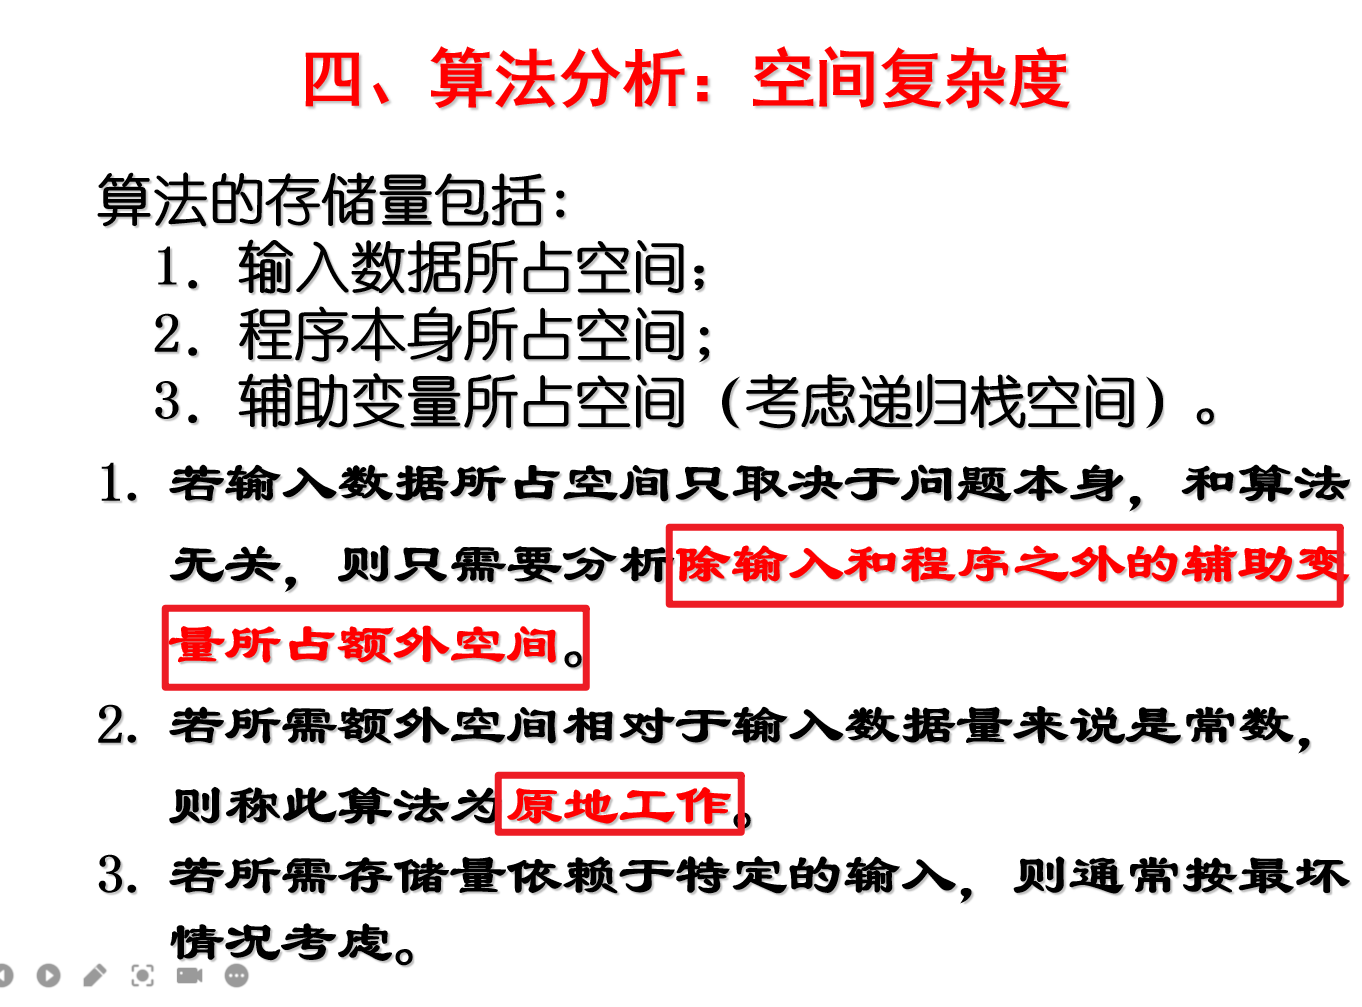 四、算法分析：空间复杂度
算法的存储量包括：
1. 输入数据所占空间；
2. 程序本身所占空间；
3. 辅助变量所占空间（考虑递归栈空间）。
1. 若输入数据所占空间只取决于问题本身，和算法
无关，则只需要分析除输入和程序之外的辅助变
量所占额外空间。
2. 若所需额外空间相对于输入数据量来说是常数，
则称此算法为原地工作。
3. 若所需存储量依赖于特定的输入，则通常按最坏
情况考虑。